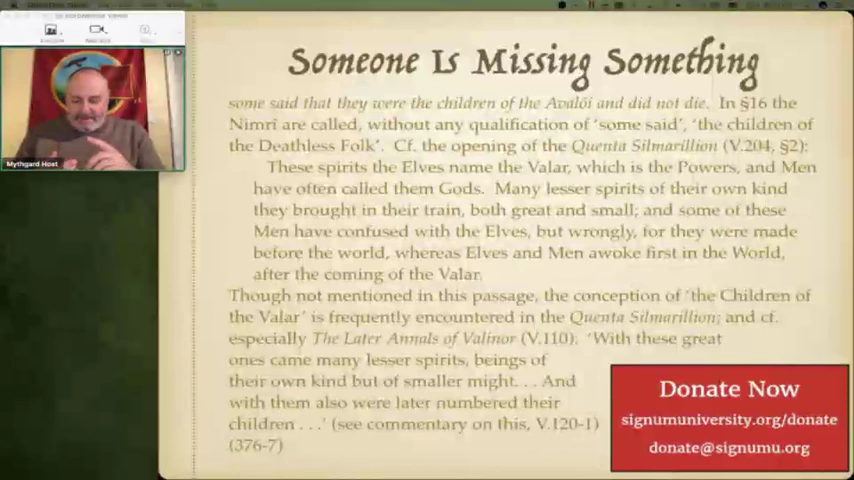 Someone Is Missing Something
some said that they were the children of the Avalôi and did not die. In §16 the
Nimrî are called, without any qualification of 'some said', 'the children of
the Deathless Folk'. Cf. the opening of the Quenta Silmarillion (V.204, §2):
These spirits the Elves name the Valar, which is the Powers, and Men
have often called them Gods. Many lesser spirits of their own kind
they brought in their train, both great and small; and some of these
Men have confused with the Elves, but wrongly, for they were made
before the world, whereas Elves and Men awoke first in the World,
after the coming of the Valar.
Though not mentioned in this passage, the conception of 'the Children of
the Valar' is frequently encountered in the Quenta Silmarillion; and cf.
especially The Later Annals of Valinor (V.110). 'With these great
ones came many lesser spirits, beings of
their own kind but of smaller might. . . And
with them also were later numbered their
children . . .' (see commentary on this, V.120-1)
(376-7)
Mythgard Host
Donate Now
signumuniversity.org/donate
donate@signumu.org